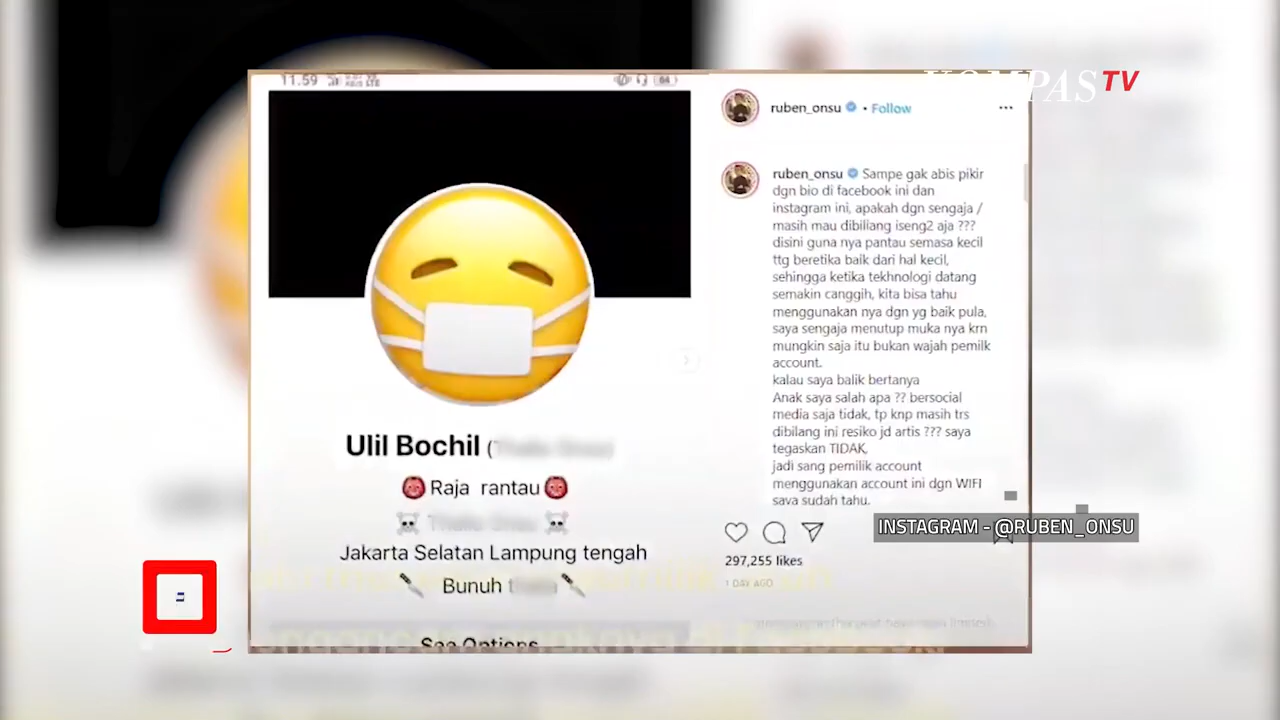 KOMPAS TV
11.59
ruben_onsu • Follow
ruben_onsu Sampe gak abis pikir
dgn bio di facebook ini dan
instagram ini, apakah dgn sengaja /
masih mau dibiliang iseng2 aja ???
disini guna nya pantau semasa kecil
ttg beretika baik dari hal kecil,
sehingga ketika tekhnologi datang
semakin canggih, kita bisa tahu
menggunakan nya dgn yg baik pula,
saya sengaja menutup muka nya krn
mungkin saja itu bukan wajah pemilk
account.
kalau saya balik bertanya
Anak saya salah apa ?? bersocial
media saja tidak, tp knp masih trs
dibilang ini resiko jd artis ??? saya
tegaskan TIDAK,
jadi sang pemilik account
menggunakan account ini dgn WIFI
saya sudah tahu.
Ulil Bochil (
👹Raja rantau👹
Jakarta Selatan Lampung tengah
🔪 Bunuh 🔪
See Options
INSTAGRAM - @RUBEN_ONSU
297,255 likes
1 DAY AGO